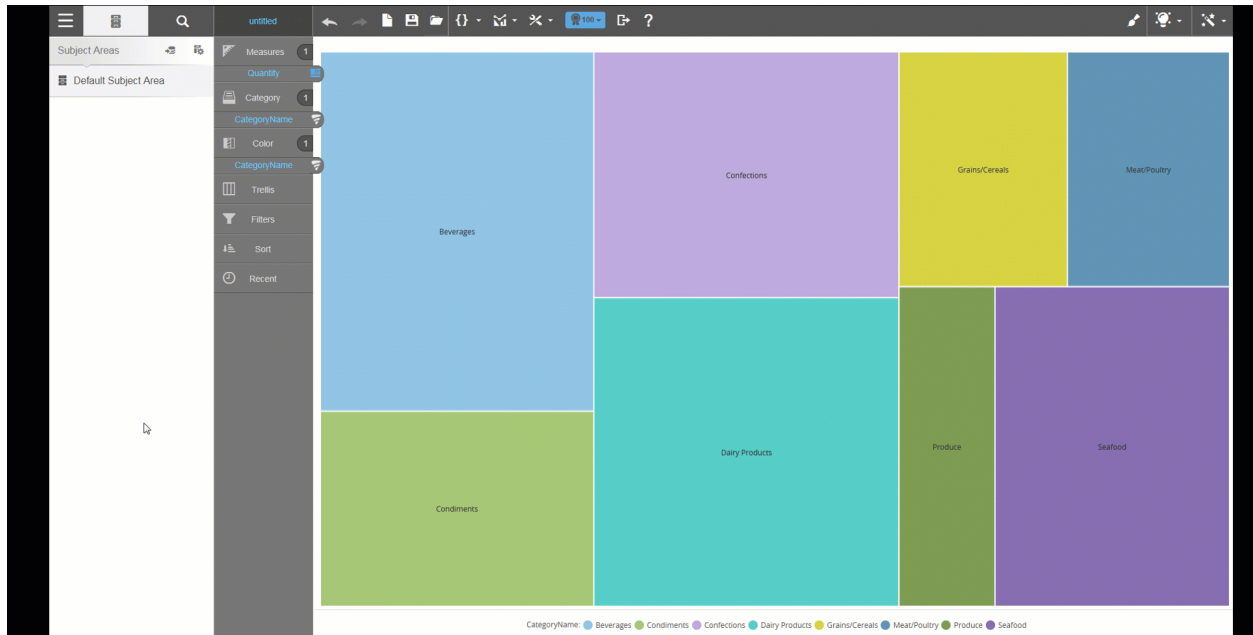 untitled
100
?
Subject Areas
Default Subject Area
Measures 1
Quantity
Category 1
CategoryName
Color 1
CategoryName
Trellis
Filters
Sort
Recent
Beverages
Confections
Grains/Cereals
Meat/Poultry
Condiments
Dairy Products
Produce
Seafood
CategoryName: Beverages Condiments Confections Dairy Products Grains/Cereals Meat/Poultry Produce Seafood